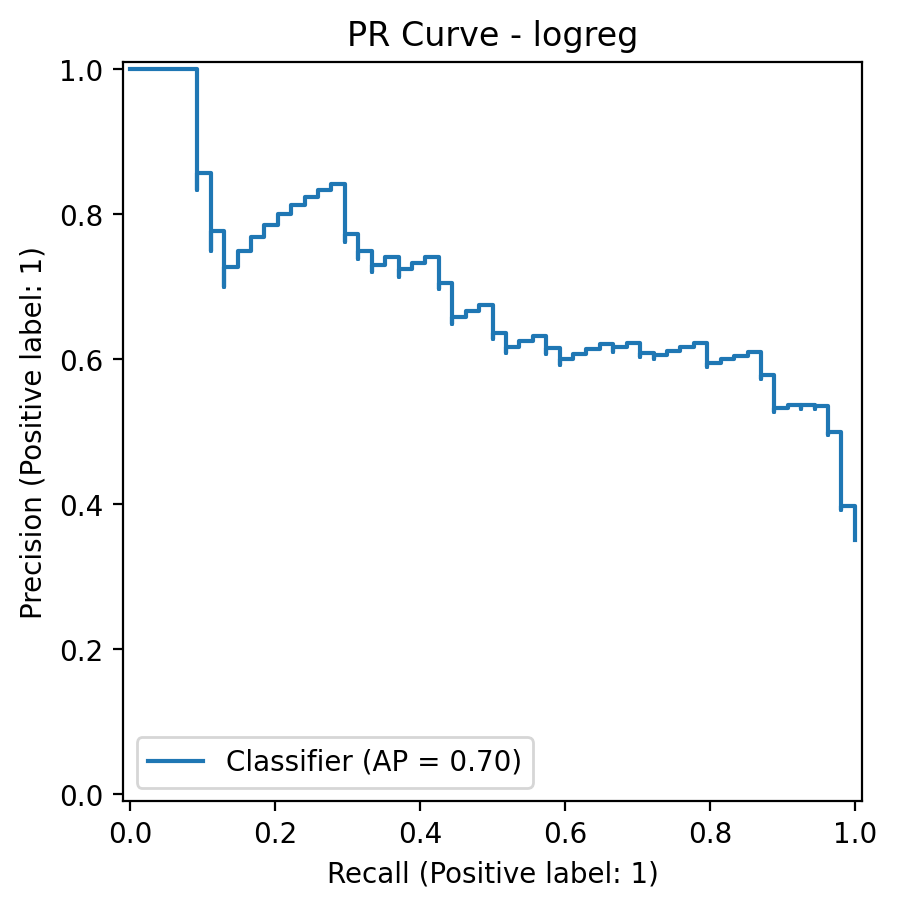 PR Curve - logreg
1.0
0.8
0.6
0.4
0.2
0.0
Precision (Positive label: 1)
Classifier (AP = 0.70)
0.0 0.2 0.4 0.6 0.8 1.0
Recall (Positive label: 1)